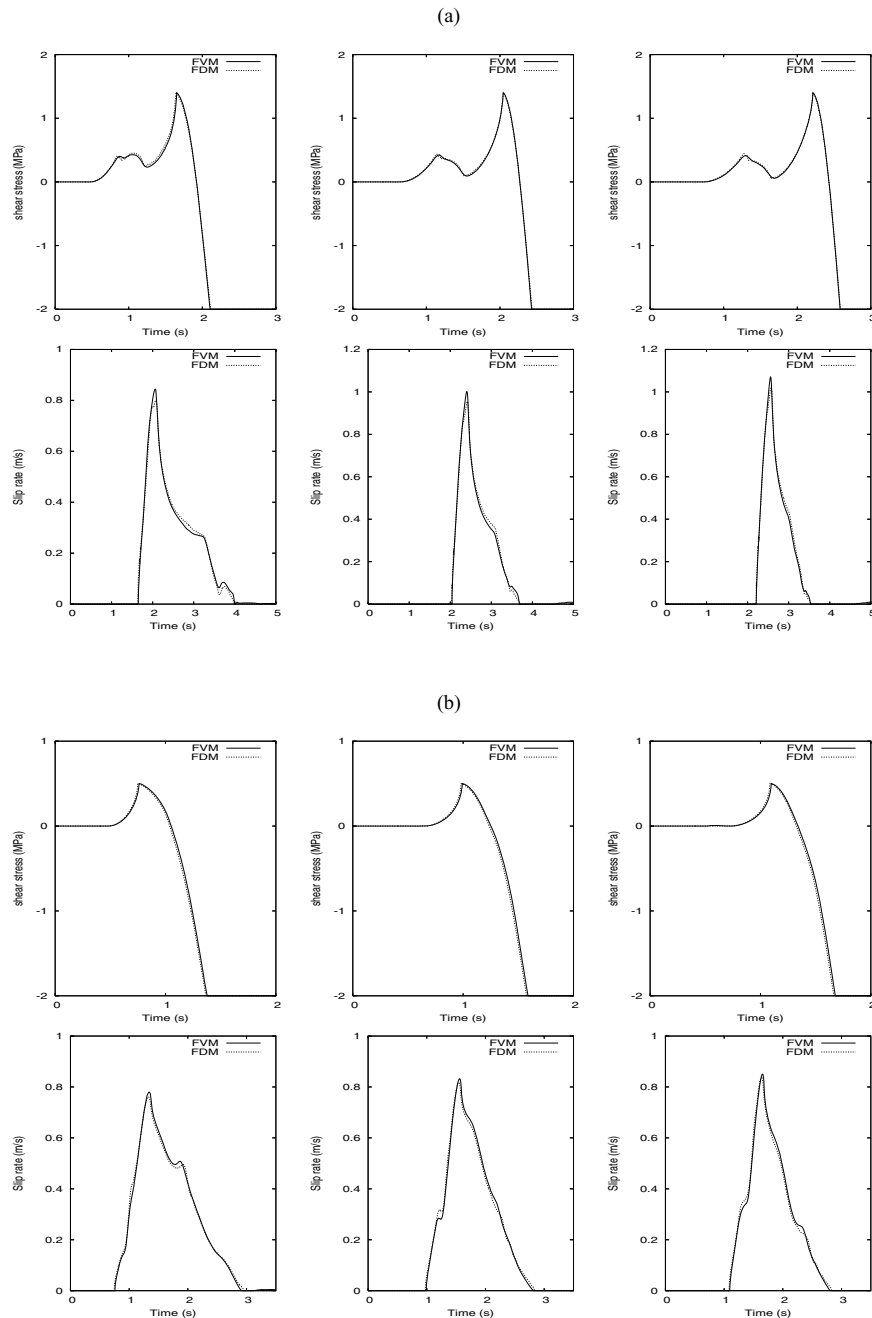 (a)
2
1
0
-1
-2
0 1 2 3
shear stress (MPa)
Time (s)
FVM
FDM
2
1
0
-1
-2
0 1 2 3
shear stress (MPa)
Time (s)
FVM
FDM
2
1
0
-1
-2
0 1 2 3
shear stress (MPa)
Time (s)
FVM
FDM
1
0.8
0.6
0.4
0.2
0
0 1 2 3 4 5
Slip rate (m/s)
Time (s)
FVM
FDM
1.2
1
0.8
0.6
0.4
0.2
0
0 1 2 3 4 5
Slip rate (m/s)
Time (s)
FVM
FDM
1.2
1
0.8
0.6
0.4
0.2
0
0 1 2 3 4 5
Slip rate (m/s)
Time (s)
FVM
FDM
(b)
1
0
-1
-2
0 1 2
shear stress (MPa)
Time (s)
FVM
FDM
1
0
-1
-2
0 1 2
shear stress (MPa)
Time (s)
FVM
FDM
1
0
-1
-2
0 1 2
shear stress (MPa)
Time (s)
FVM
FDM
1
0.8
0.6
0.4
0.2
0
0 1 2 3
Slip rate (m/s)
Time (s)
FVM
FDM
1
0.8
0.6
0.4
0.2
0
0 1 2 3
Slip rate (m/s)
Time (s)
FVM
FDM
1
0.8
0.6
0.4
0.2
0
0 1 2 3
Slip rate (m/s)
Time (s)
FVM
FDM